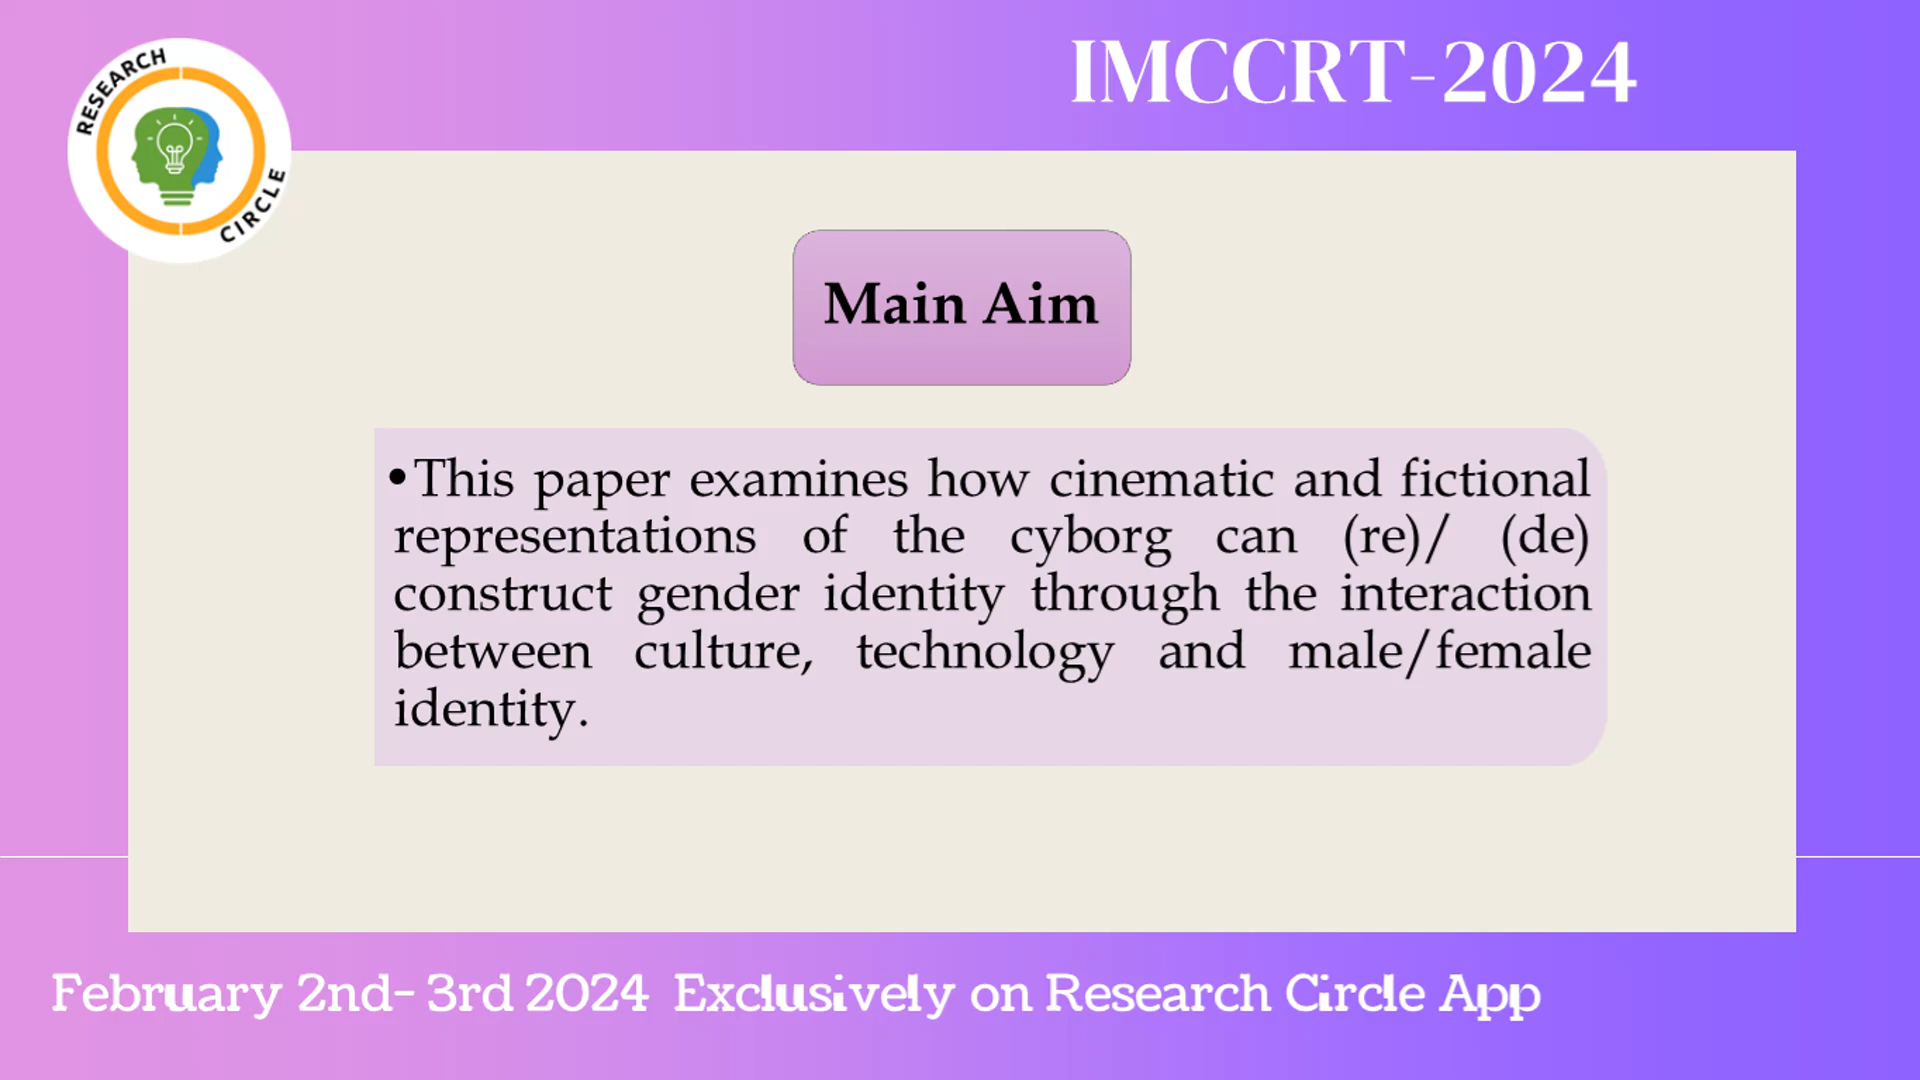 RESEARCH
CIRCLE
IMCCRT-2024
Main Aim
•This paper examines how cinematic and fictional
representations of the cyborg can (re)/ (de)
construct gender identity through the interaction
between culture, technology and male/female
identity.
February 2nd- 3rd 2024 Exclusively on Research Circle App